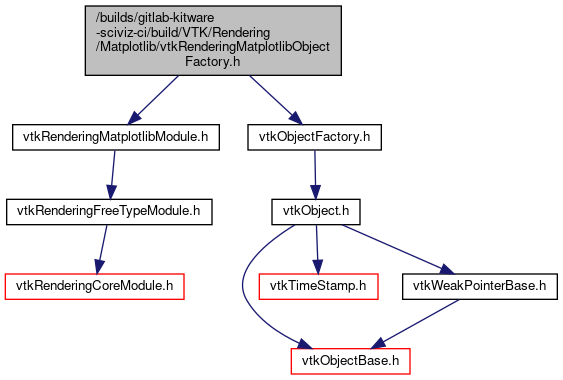 /builds/gitlab-kitware
-sciviz-ci/build/VTK/Rendering
/Matplotlib/vtkRenderingMatplotlibObject
Factory.h
vtkRenderingMatplotlibModule.h
vtkObjectFactory.h
vtkRenderingFreeTypeModule.h
vtkObject.h
vtkRenderingCoreModule.h
vtkTimeStamp.h
vtkWeakPointerBase.h
vtkObjectBase.h